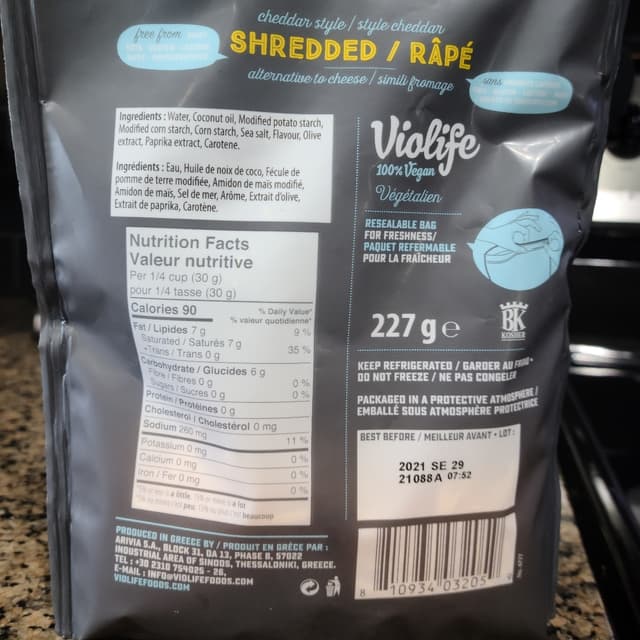 cheddar style / style cheddar
SHREDDED / RÂPÉ
alternative to cheese / simili fromage
free from
sans
Ingredients : Water, Coconut oil, Modified potato starch,
Modified corn starch, Corn starch, Sea salt, Flavour, Olive
extract, Paprika extract, Carotene.
Ingrédients : Eau, Huile de noix de coco, Fécule de
pomme de terre modifiée, Amidon de maïs modifié,
Amidon de maïs, Sel de mer, Arôme, Extrait d'olive,
Extrait de paprika, Carotène.
Nutrition Facts
Valeur nutritive
Per 1/4 cup (30 g)
pour 1/4 tasse (30 g)
Calories 90
% Daily Value*
% valeur quotidienne*
Fat / Lipides 7 g 9 %
Saturated / Saturés 7 g
+Trans / Trans 0 g 35 %
Carbohydrate / Glucides 6 g
Fibre / Fibres 0 g 0 %
Sugars / Sucres 0 g 0 %
Protein / Protéines 0 g
Cholesterol / Cholestérol 0 mg
Sodium 260 mg 11 %
Potassium 0 mg 0 %
Calcium 0 mg 0 %
Iron / Fer 0 mg 0 %
Violife
100% Vegan
Végétalien
RESEALABLE BAG
FOR FRESHNESS/
PAQUET REFERMABLE
POUR LA FRAÎCHEUR
227 g e
BK
KOSHER
KEEP REFRIGERATED / GARDER AU FRAIS •
DO NOT FREEZE / NE PAS CONGELER
PACKAGED IN A PROTECTIVE ATMOSPHERE /
EMBALLÉ SOUS ATMOSPHÈRE PROTECTRICE
BEST BEFORE / MEILLEUR AVANT • LOT :
2021 SE 29
21088A 07:52
PRODUCED IN GREECE BY / PRODUIT EN GRÈCE PAR :
ARIVIA S.A., BLOCK 31, DA 13, PHASE B, 57022
INDUSTRIAL AREA OF SINDOS, THESSALONIKI, GREECE.
TEL : +30 2310 795405 - 26,
E-MAIL : INFO@VIOLIFEFOODS.COM
VIOLIFEFOODS.COM
8 10934 03205